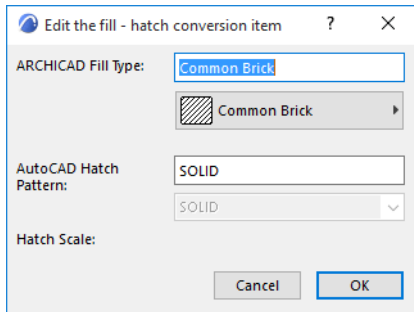 Edit the fill - hatch conversion item ?
ARCHICAD Fill Type:
Common Brick
Common Brick
AutoCAD Hatch
Pattern:
SOLID
SOLID
Hatch Scale:
Cancel OK